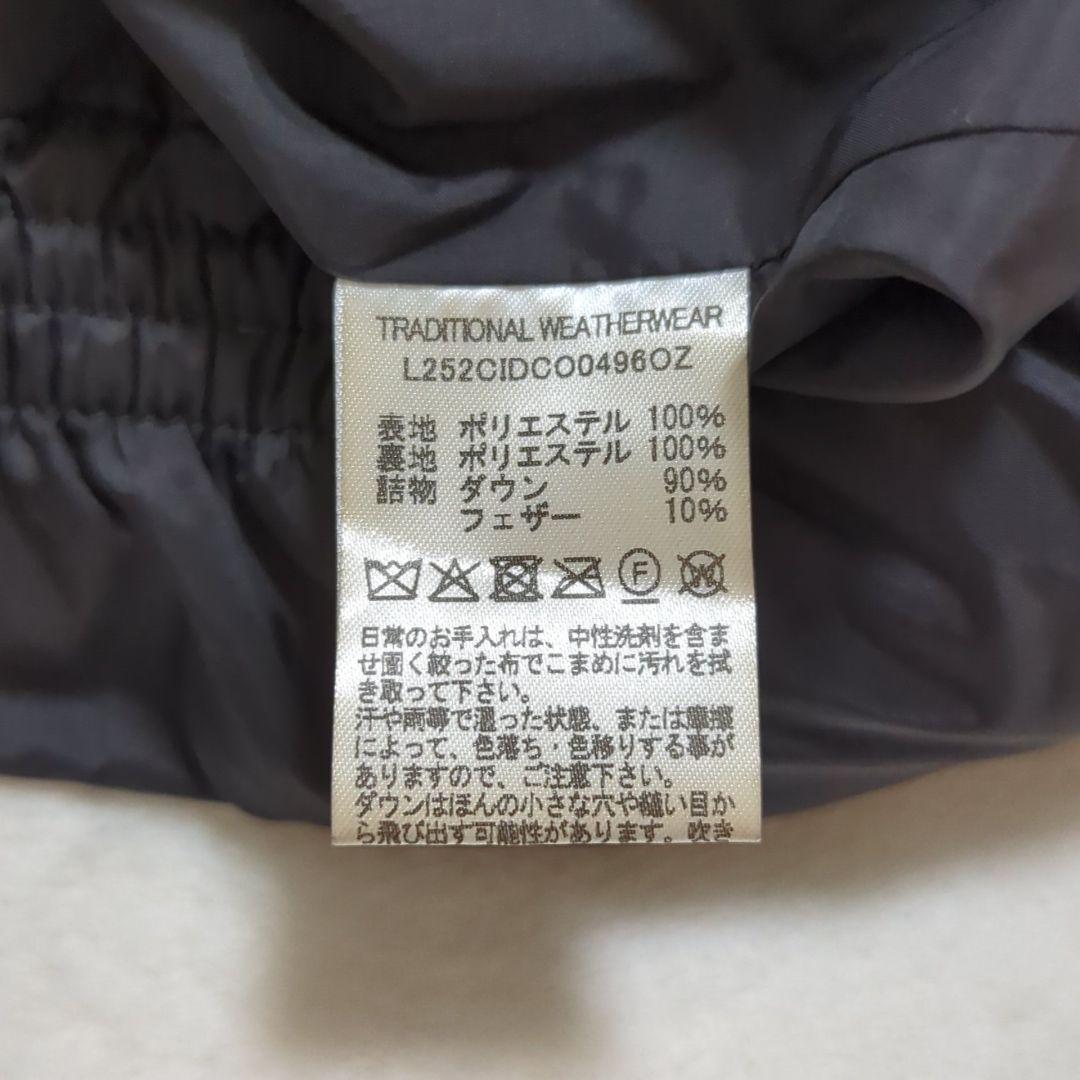 TRADITIONAL WEATHERWEAR
L252CIDCO0496OZ
表地 ポリエステル 100%
裏地 ポリエステル 100%
詰物 ダウン 90%
フェザー 10%
F
W
日常のお手入れは、中性洗剤を含ま
せ固く絞った布でこまめに汚れを拭
き取って下さい。
汗や雨等で湿った状態、または摩擦
によって、色落ち・色移りする事が
ありますので、ご注意下さい。
ダウンはほんの小さな穴や縫い目か
ら飛び出す可能性があります。吹き